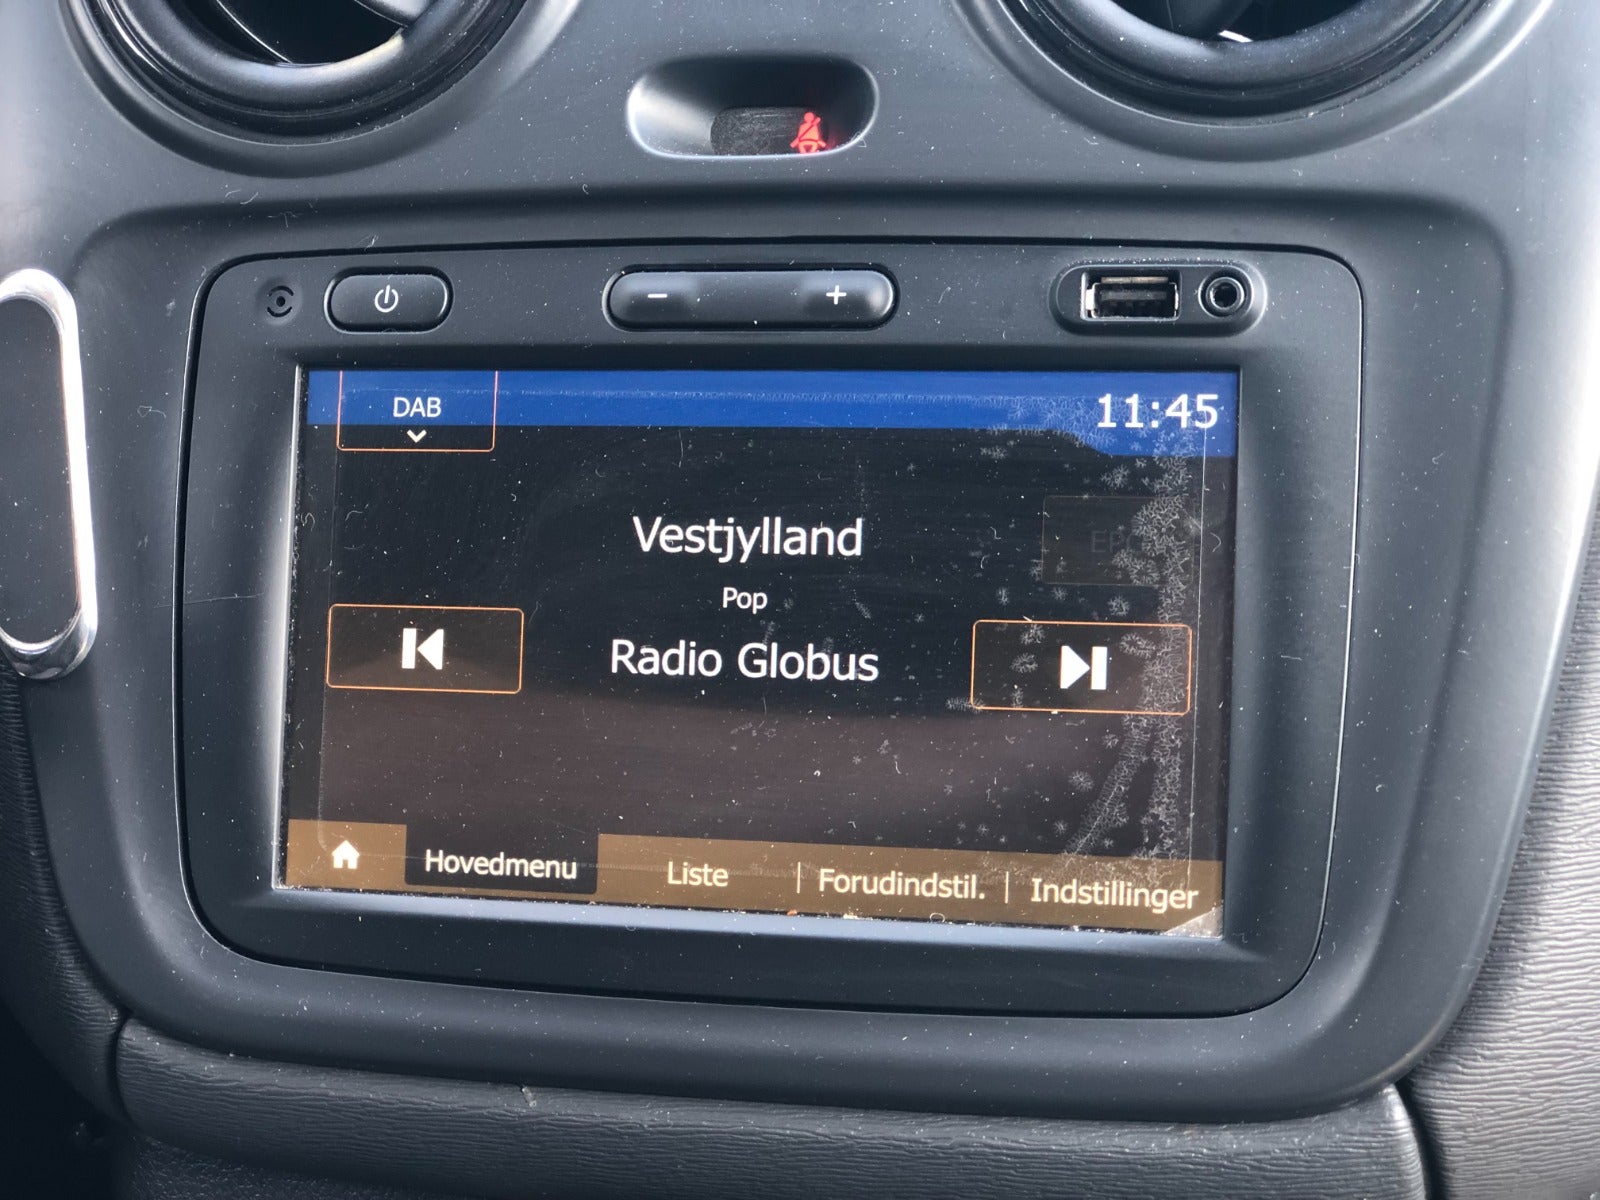 DAB
11:45
Vestjylland
Pop
Radio Globus
Hovedmenu
Liste
Forudindstil.
Indstillinger